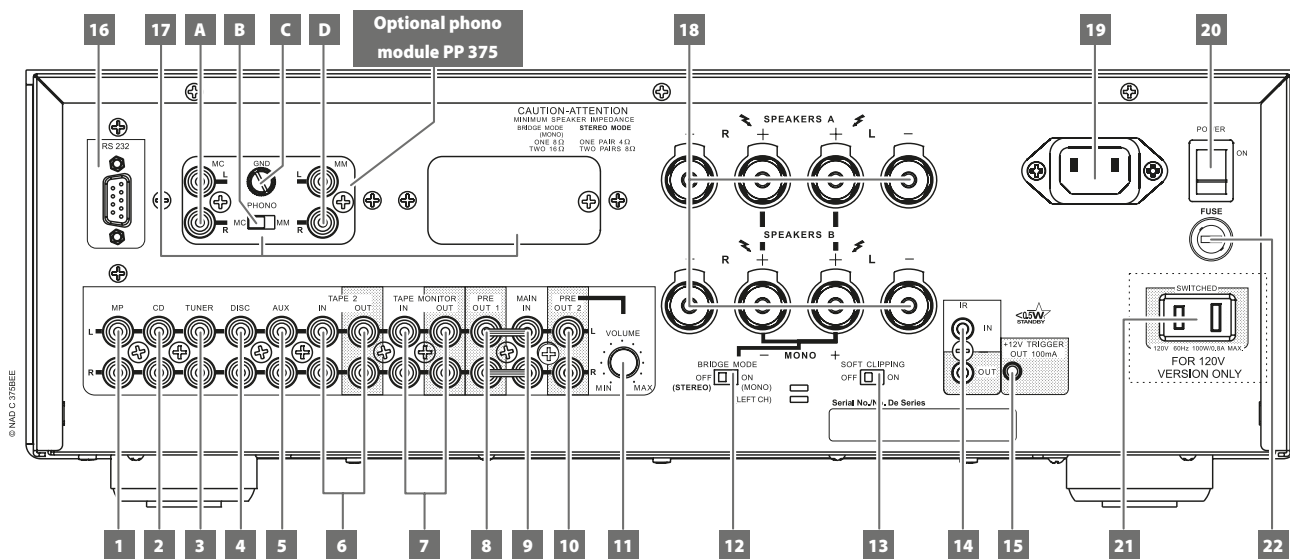 16 17 A B C D Optional phono
module PP 375
18 19 20
CAUTION-ATTENTION
MINIMUM SPEAKER IMPEDANCE
BRIDGE MODE STEREO MODE
(MONO)
ONE 8Ω ONE PAIR 4Ω
TWO 16Ω TWO PAIRS 8Ω
RS 232
MC GND MM
L L
PHONO
MC MM
R R
SPEAKERS A
− R + + L −
SPEAKERS B
− R + + L −
− MONO +
POWER
ON
FUSE
SWITCHED
120V 60Hz 100W/0,8A MAX.
FOR 120V
VERSION ONLY
MP CD TUNER DISC AUX TAPE 2 IN OUT TAPE MONITOR IN OUT PRE OUT 1 MAIN IN PRE OUT 2
L L
R R
VOLUME
MIN MAX
BRIDGE MODE
OFF ON
(STEREO) (MONO)
LEFT CH)
SOFT CLIPPING
OFF ON
IR
IN
OUT
<0.5W
STANDBY
+12V TRIGGER
OUT 100mA
Serial No./No. De Series
© NAD C 375BEE
1 2 3 4 5 6 7 8 9 10 11 12 13 14 15 21 22